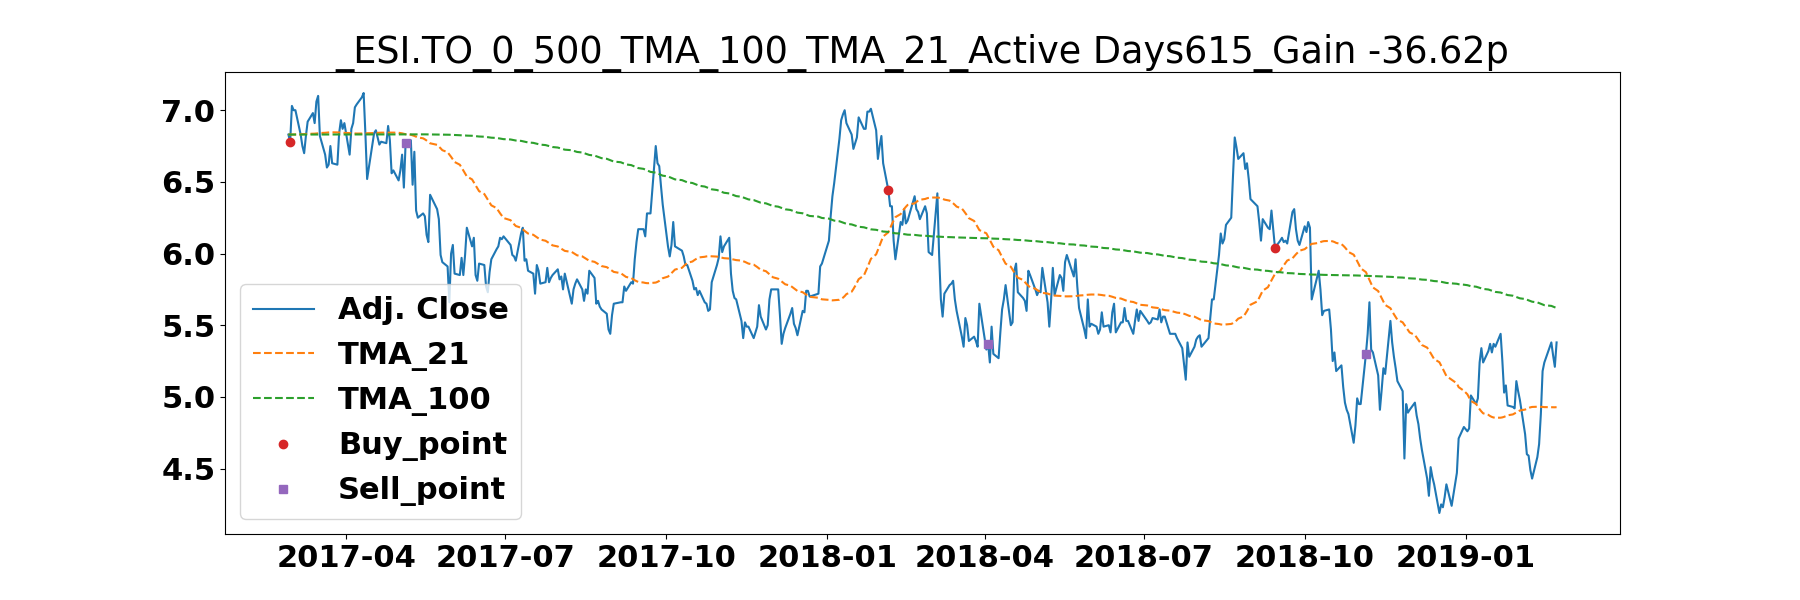 _ESI.TO_0_500_TMA_100_TMA_21_Active Days615_Gain -36.62p
7.0
6.5
6.0
5.5
5.0
4.5
Adj. Close
TMA_21
TMA_100
Buy_point
Sell_point
2017-04 2017-07 2017-10 2018-01 2018-04 2018-07 2018-10 2019-01